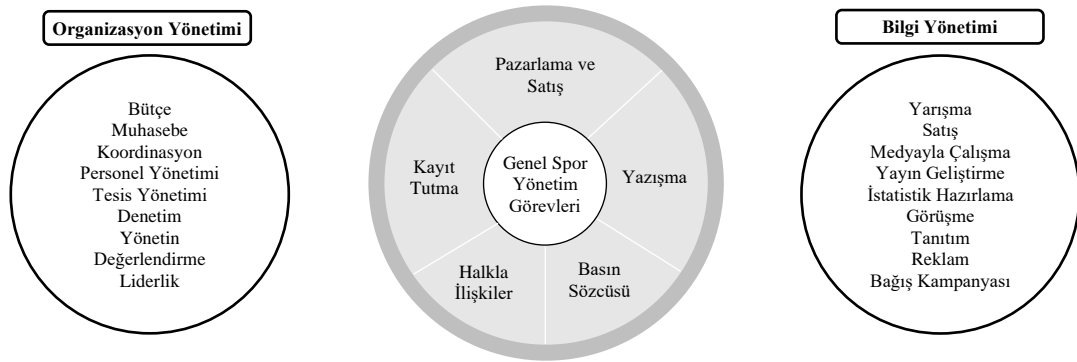 Organizasyon Yönetimi
Bütçe
Muhasebe
Koordinasyon
Personel Yönetimi
Tesis Yönetimi
Denetim
Yönetin
Değerlendirme
Liderlik
Pazarlama ve
Satış
Kayıt
Tutma
Genel Spor
Yönetim
Görevleri
Yazışma
Halkla
İlişkiler
Basın
Sözcüsü
Bilgi Yönetimi
Yarışma
Satış
Medyayla Çalışma
Yayın Geliştirme
İstatistik Hazırlama
Görüşme
Tanıtım
Reklam
Bağış Kampanyası